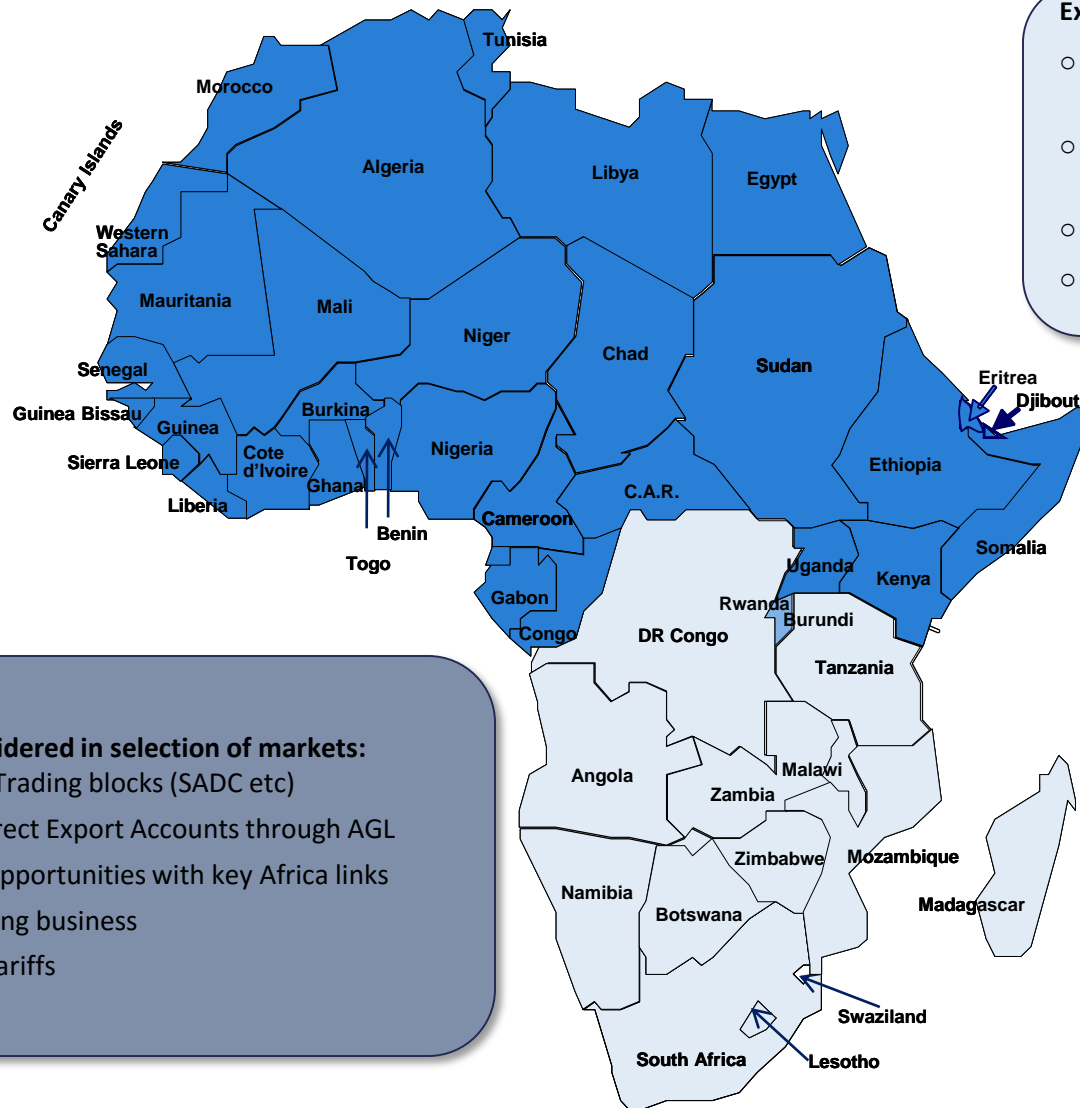 Ex
Tunisia
Morocco
Canary Islands
Algeria
Libya
Egypt
Western
Sahara
Mauritania
Mali
Niger
Chad
Sudan
Senegal
Eritrea
Djibout
Guinea Bissau
Burkina
Guinea
Nigeria
Cote
d'Ivoire
Ethiopia
Sierra Leone
Ghana
C.A.R.
Liberia
Cameroon
Benin
Somalia
Togo
Uganda
Kenya
Gabon
Rwanda
Burundi
Congo
DR Congo
Tanzania
idered in selection of markets:
Trading blocks (SADC etc)
rect Export Accounts through AGL
pportunities with key Africa links
ng business
ariffs
Angola
Malawi
Zambia
Zimbabwe
Mozambique
Namibia
Botswana
Madagascar
Swaziland
South Africa
Lesotho